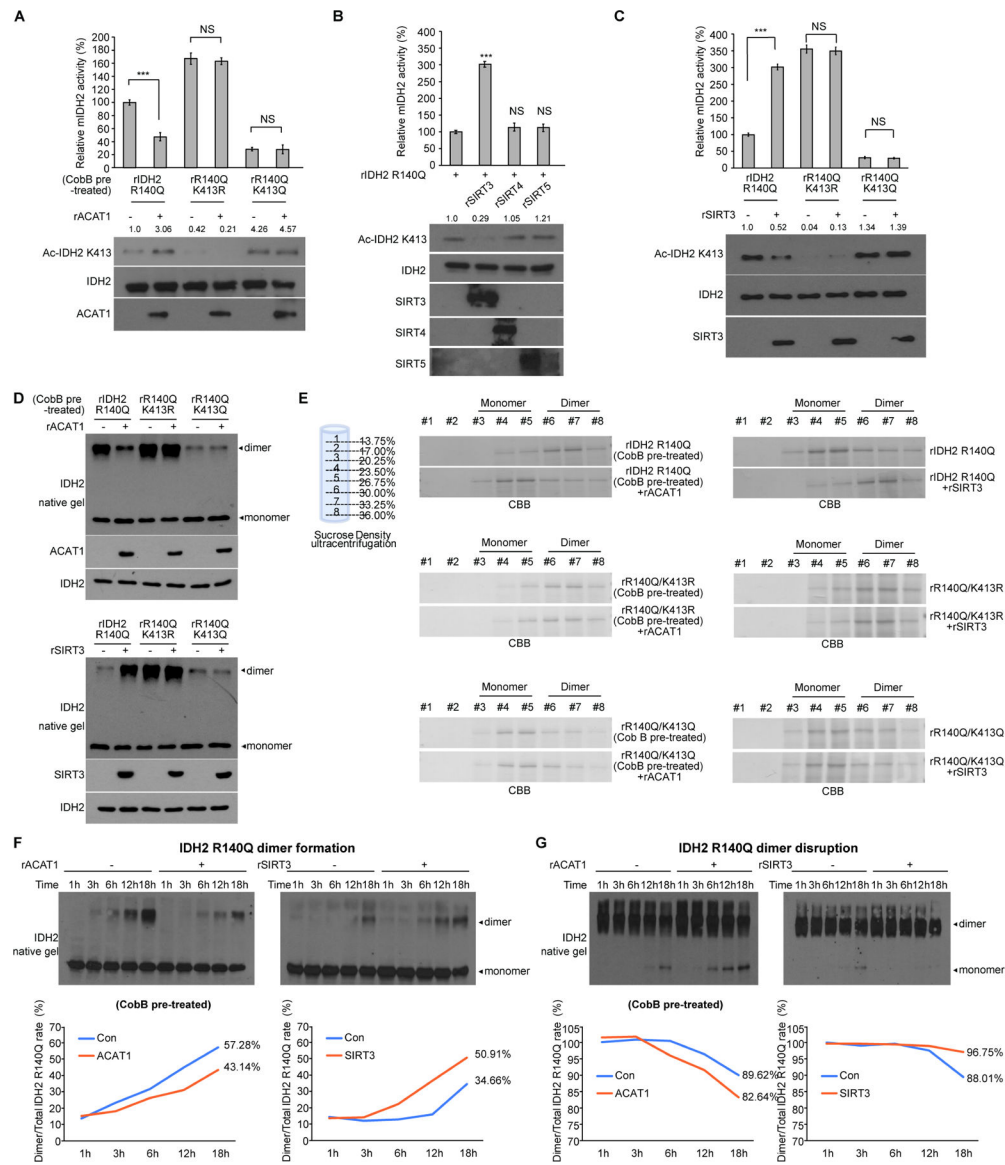 A
Relative mIDH2 activity (%)
200
180
160
140
120
100
80
60
40
20
0
***
NS
NS
(CobB pre
-treated)
rIDH2
R140Q
rR140Q
K413R
rR140Q
K413Q
rACAT1
- + - + - +
1.0 3.06 0.42 0.21 4.26 4.57
Ac-IDH2 K413
IDH2
ACAT1
B
Relative mIDH2 activity (%)
400
350
300
250
200
150
100
50
0
***
NS
NS
rIDH2 R140Q
+ + + +
- rSIRT3 rSIRT4 rSIRT5
1.0 0.29 1.05 1.21
Ac-IDH2 K413
IDH2
SIRT3
SIRT4
SIRT5
C
Relative mIDH2 activity (%)
400
350
300
250
200
150
100
50
0
***
NS
NS
rIDH2
R140Q
rR140Q
K413R
rR140Q
K413Q
rSIRT3
- + - + - +
1.0 0.52 0.04 0.13 1.34 1.39
Ac-IDH2 K413
IDH2
SIRT3
D
(CobB pre
-treated)
rIDH2
R140Q
rR140Q
K413R
rR140Q
K413Q
rACAT1
- + - + - +
dimer
IDH2
native gel
monomer
ACAT1
IDH2
rIDH2
R140Q
rR140Q
K413R
rR140Q
K413Q
rSIRT3
- + - + - +
dimer
IDH2
native gel
monomer
SIRT3
IDH2
E
1
2
3
4
5
6
7
8
13.75%
17.00%
20.25%
23.50%
26.75%
30.00%
33.25%
36.00%
Sucrose Density
ultracentrifugation
Monomer Dimer
#1 #2 #3 #4 #5 #6 #7 #8
rIDH2 R140Q
(CobB pre-treated)
rIDH2 R140Q
(CobB pre-treated)
+rACAT1
CBB
Monomer Dimer
#1 #2 #3 #4 #5 #6 #7 #8
rIDH2 R140Q
rIDH2 R140Q
+rSIRT3
CBB
Monomer Dimer
#1 #2 #3 #4 #5 #6 #7 #8
rR140Q/K413R
(CobB pre-treated)
rR140Q/K413R
(CobB pre-treated)
+rACAT1
CBB
Monomer Dimer
#1 #2 #3 #4 #5 #6 #7 #8
rR140Q/K413R
rR140Q/K413R
+rSIRT3
CBB
Monomer Dimer
#1 #2 #3 #4 #5 #6 #7 #8
rR140Q/K413Q
(Cob B pre-treated)
rR140Q/K413Q
(CobB pre-treated)
+rACAT1
CBB
Monomer Dimer
#1 #2 #3 #4 #5 #6 #7 #8
rR140Q/K413Q
rR140Q/K413Q
+rSIRT3
CBB
F
IDH2 R140Q dimer formation
rACAT1 - +
Time 1h 3h 6h 12h 18h 1h 3h 6h 12h 18h
IDH2
native gel
rSIRT3 - +
Time 1h 3h 6h 12h 18h 1h 3h 6h 12h 18h
dimer
monomer
(CobB pre-treated)
Dimer/Total IDH2 R140Q rate (%)
70
60
50
40
30
20
10
0
Con
ACAT1
57.28%
43.14%
1h 3h 6h 12h 18h
Dimer/Total IDH2 R140Q rate (%)
70
60
50
40
30
20
10
0
Con
SIRT3
50.91%
34.66%
1h 3h 6h 12h 18h
G
IDH2 R140Q dimer disruption
rACAT1 - +
Time 1h 3h 6h 12h 18h 1h 3h 6h 12h 18h
IDH2
native gel
rSIRT3 - +
Time 1h 3h 6h 12h 18h 1h 3h 6h 12h 18h
dimer
monomer
(CobB pre-treated)
Dimer/Total IDH2 R140Q rate (%)
105
100
95
90
85
80
75
70
Con
ACAT1
89.62%
82.64%
1h 3h 6h 12h 18h
Dimer/Total IDH2 R140Q rate (%)
105
100
95
90
85
80
75
70
Con
SIRT3
96.75%
88.01%
1h 3h 6h 12h 18h